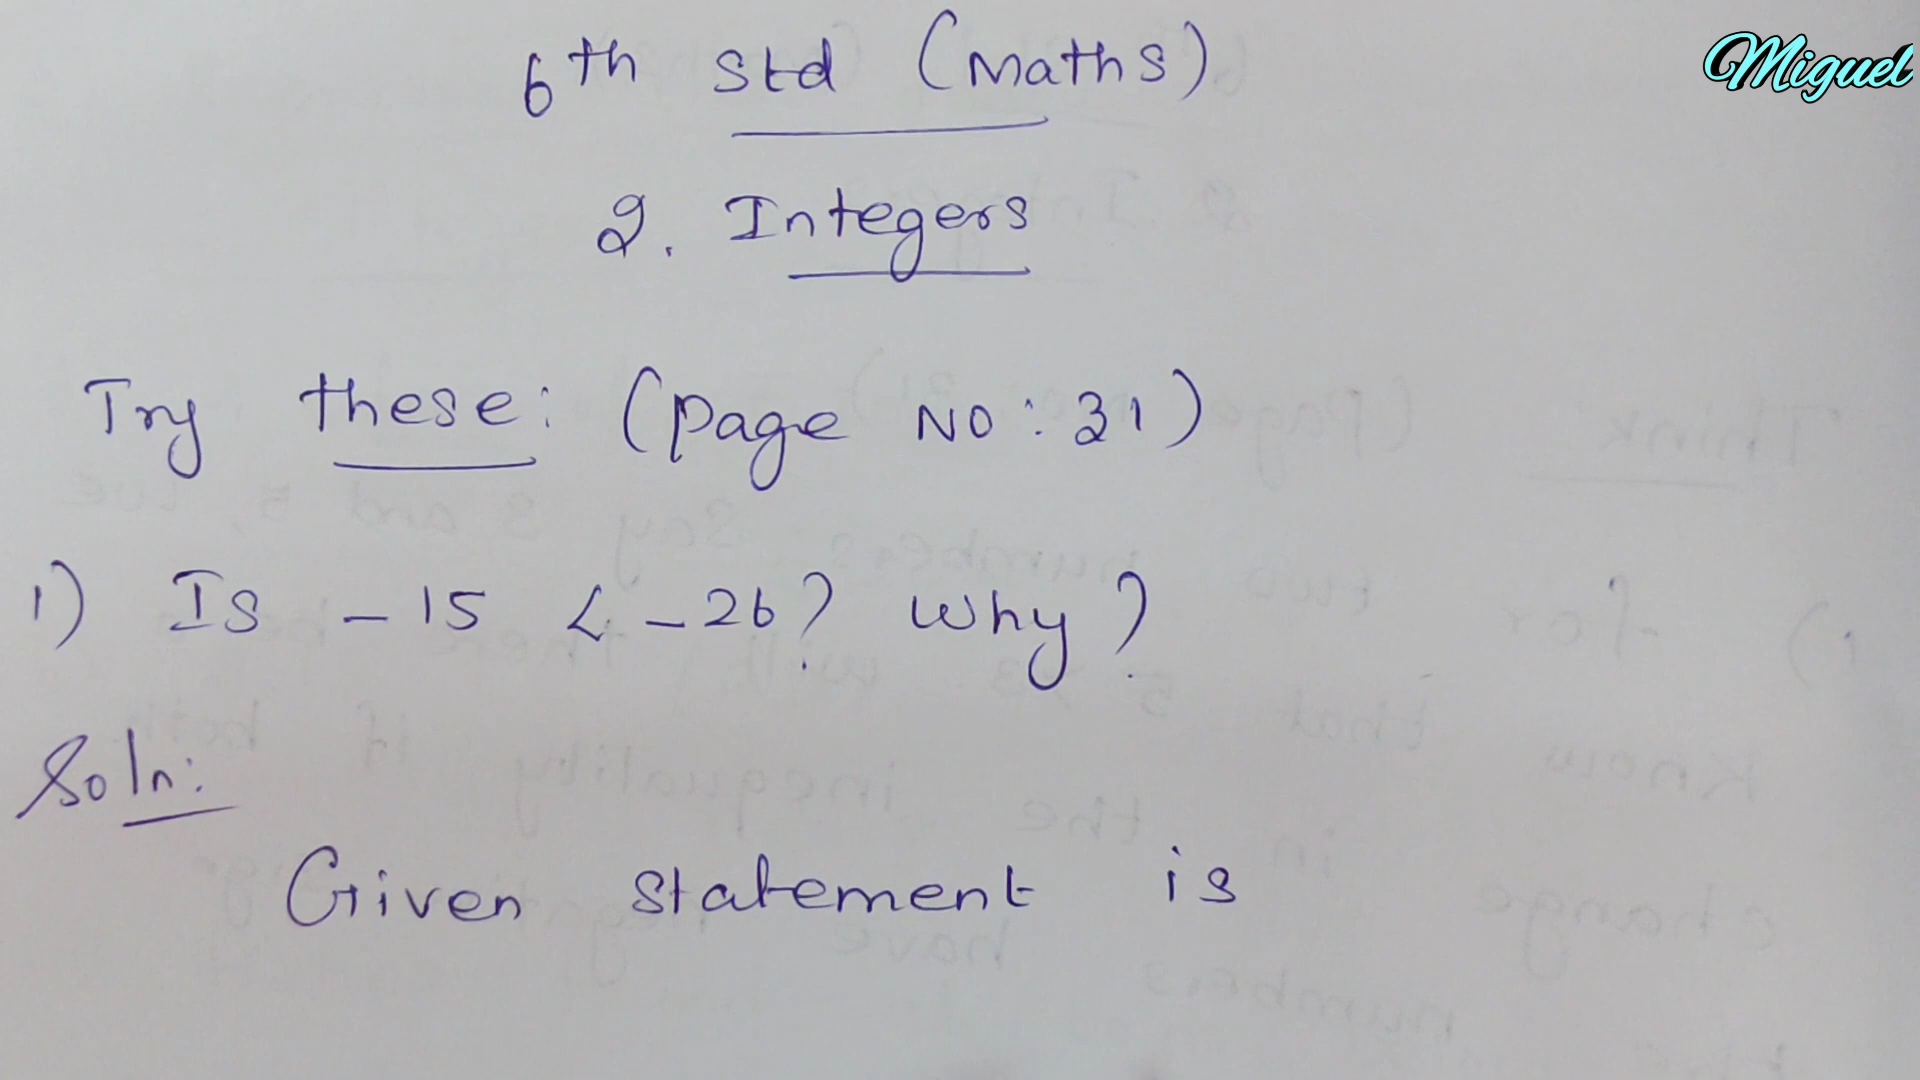 6th std (Maths)
Miguel
2. Integers
Try these: (Page NO: 31)
1) Is -15 < -26? Why?
Soln:
Given statement is